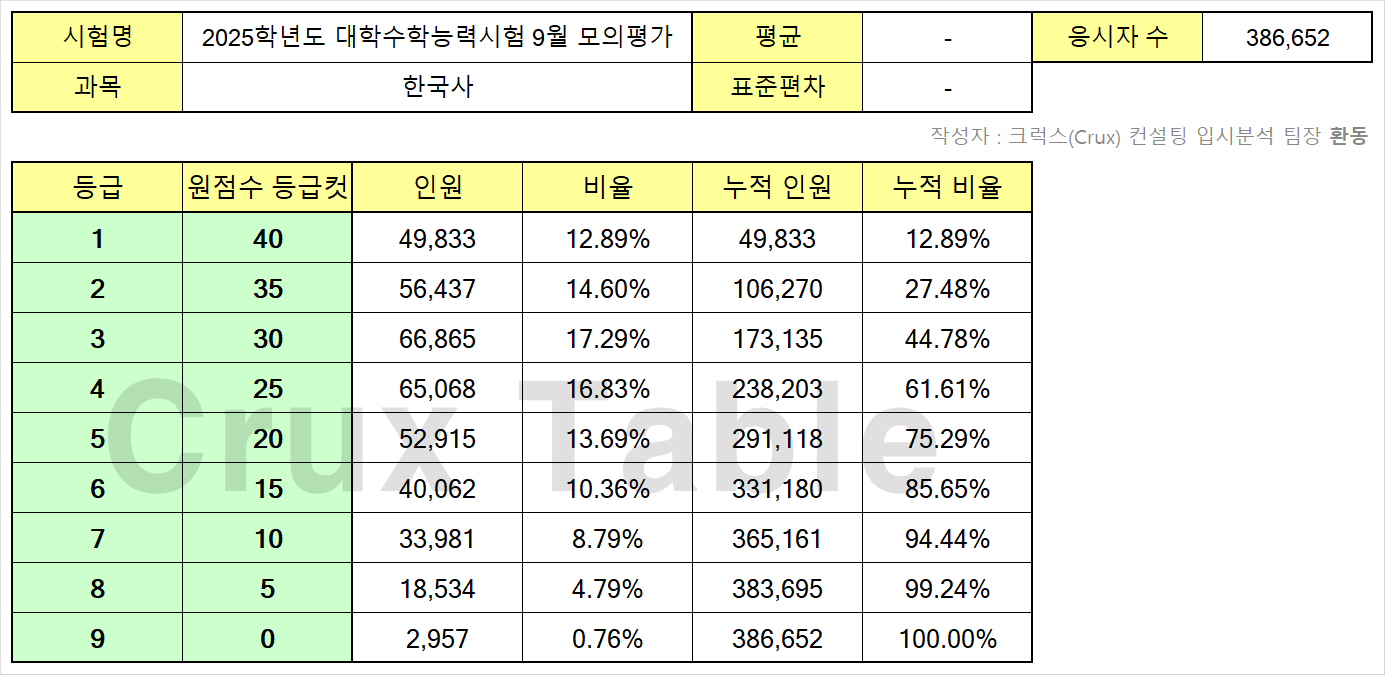 시험명 2025학년도 대학수학능력시험 9월 모의평가 평균 - 응시자 수 386,652
과목 한국사 표준편차 -
작성자 : 크럭스(Crux) 컨설팅 입시분석 팀장 환동
등급 원점수 등급컷 인원 비율 누적 인원 누적 비율
1 40 49,833 12.89% 49,833 12.89%
2 35 56,437 14.60% 106,270 27.48%
3 30 66,865 17.29% 173,135 44.78%
4 25 65,068 16.83% 238,203 61.61%
5 20 52,915 13.69% 291,118 75.29%
6 15 40,062 10.36% 331,180 85.65%
7 10 33,981 8.79% 365,161 94.44%
8 5 18,534 4.79% 383,695 99.24%
9 0 2,957 0.76% 386,652 100.00%
Crux Table